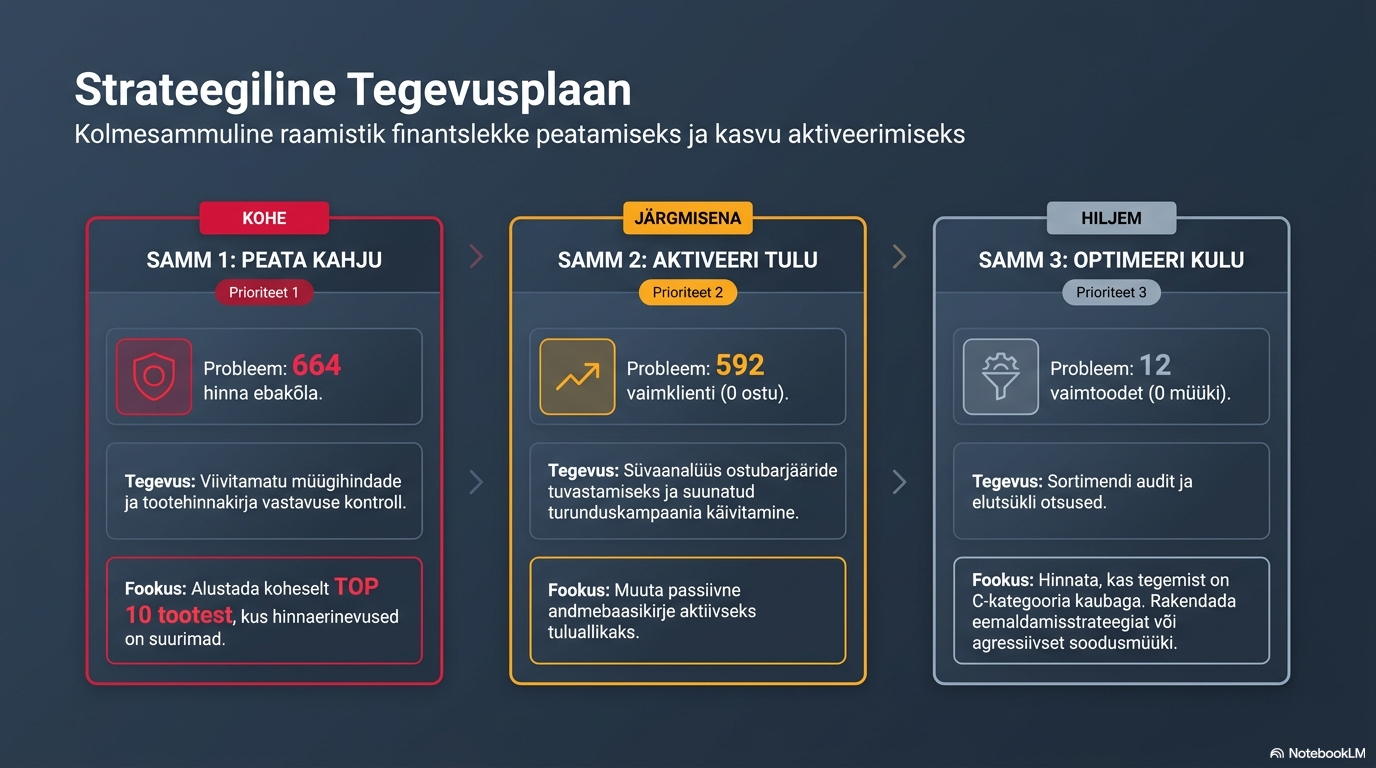 Strateegiline Tegevusplaan
Kolmesammuline raamistik finantslekke peatamiseks ja kasvu aktiveerimiseks
KOHE
SAMM 1: PEATA KAHJU
Prioriteet 1
Probleem: 664
hinna ebakõla.
Tegevus: Viivitamatu müügihindade
ja tootehinnakirja vastavuse kontroll.
Fookus: Alustada koheselt TOP
10 tootest, kus hinnaerinevused
on suurimad.
JÄRGMISENA
SAMM 2: AKTIVEERI TULU
Prioriteet 2
Probleem: 592
vaimklienti (0 ostu).
Tegevus: Süvaanalüüs ostubarjääride
tuvastamiseks ja suunatud
turunduskampaania käivitamine.
Fookus: Muuta passiivne
andmebaasikirje aktiivseks
tuluallikaks.
HILJEM
SAMM 3: OPTIMEERI KULU
Prioriteet 3
Probleem: 12
vaimtoodet (0 müüki).
Tegevus: Sortimendi audit ja
elutsükli otsused.
Fookus: Hinnata, kas tegemist on
C-kategooria kaubaga. Rakendada
eemaldamisstrateegiat või
agressiivset soodusmüüki.
NotebookLM